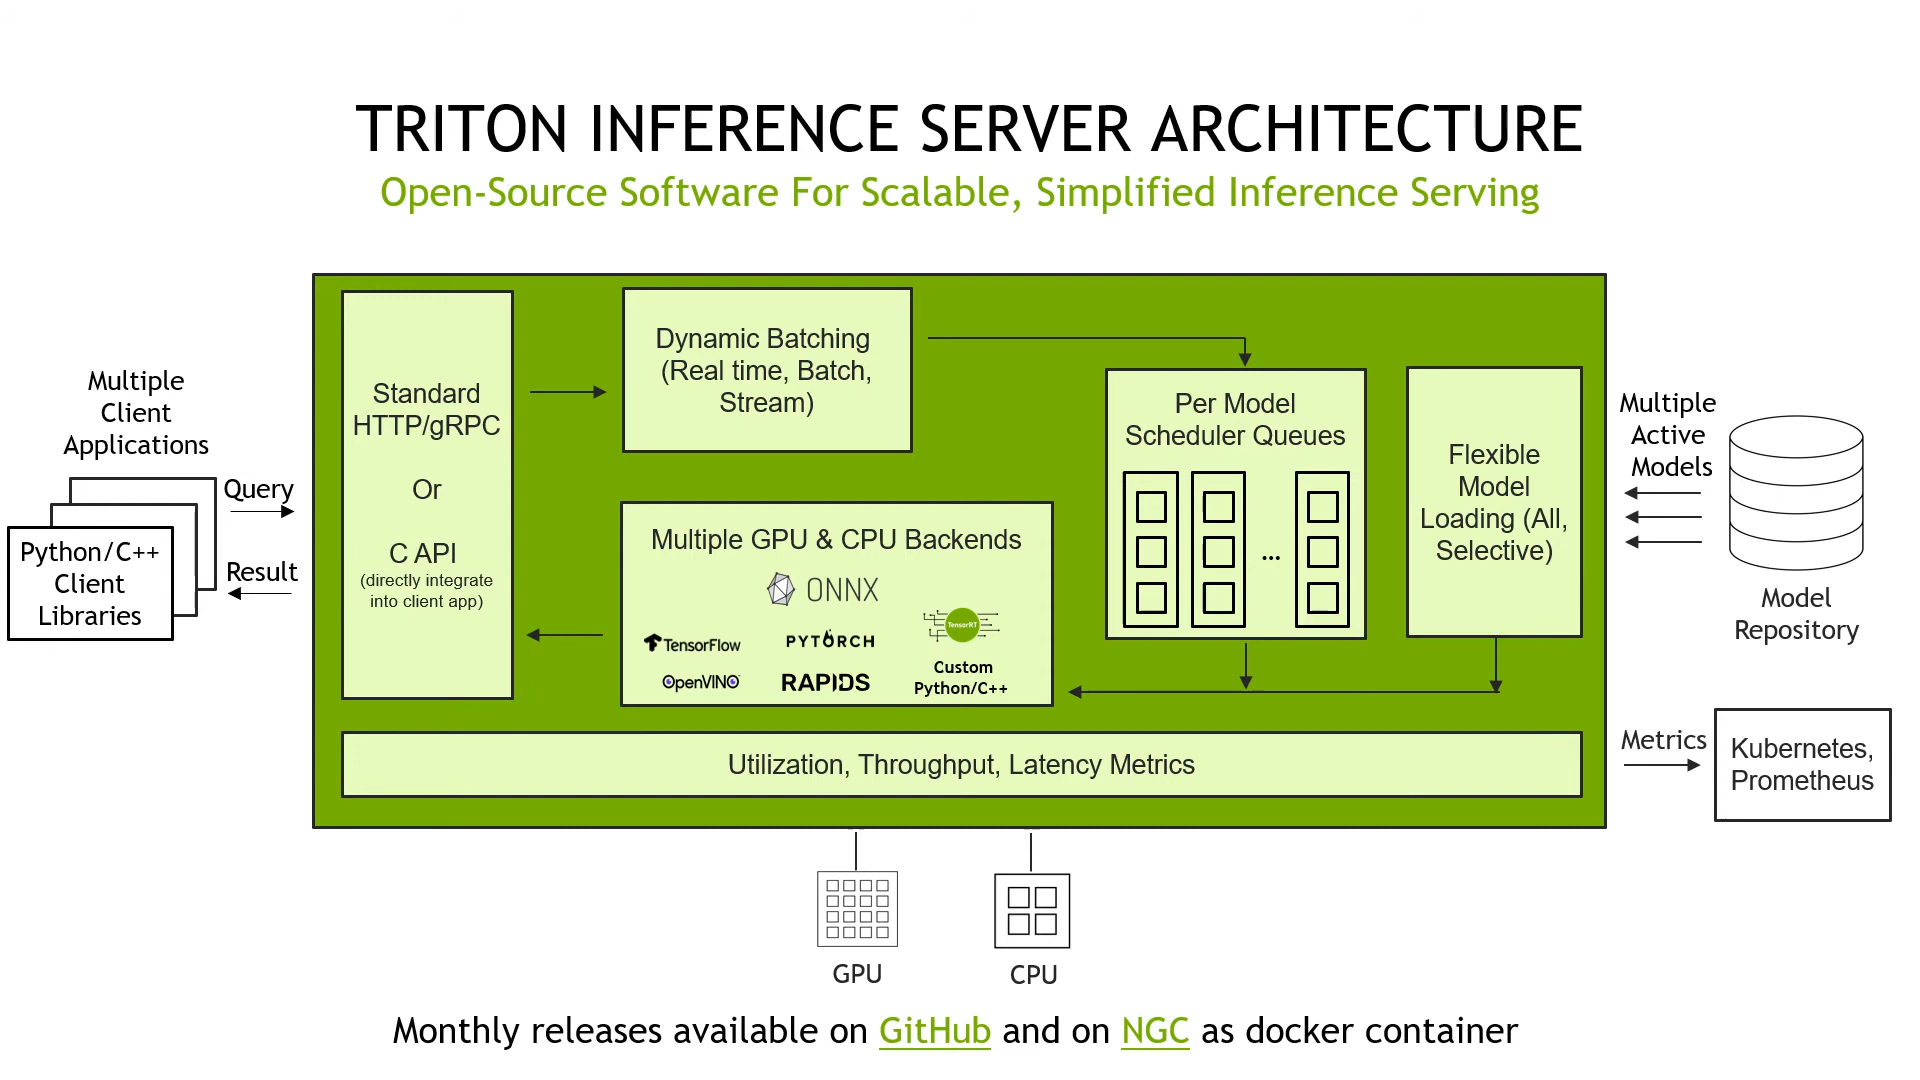 TRITON INFERENCE SERVER ARCHITECTURE
Open-Source Software For Scalable, Simplified Inference Serving
Multiple
Client
Applications
Query
Result
Python/C++
Client
Libraries
Standard
HTTP/gRPC
Or
C API
(directly integrate
into client app)
Dynamic Batching
(Real time, Batch,
Stream)
Multiple GPU & CPU Backends
ONNX
TensorFlow
PYTORCH
TensorRT
OpenVINO
RAPIDS
Custom
Python/C++
Per Model
Scheduler Queues
...
Flexible
Model
Loading (All,
Selective)
Multiple
Active
Models
Model
Repository
Utilization, Throughput, Latency Metrics
Metrics
Kubernetes,
Prometheus
GPU
CPU
Monthly releases available on GitHub and on NGC as docker container